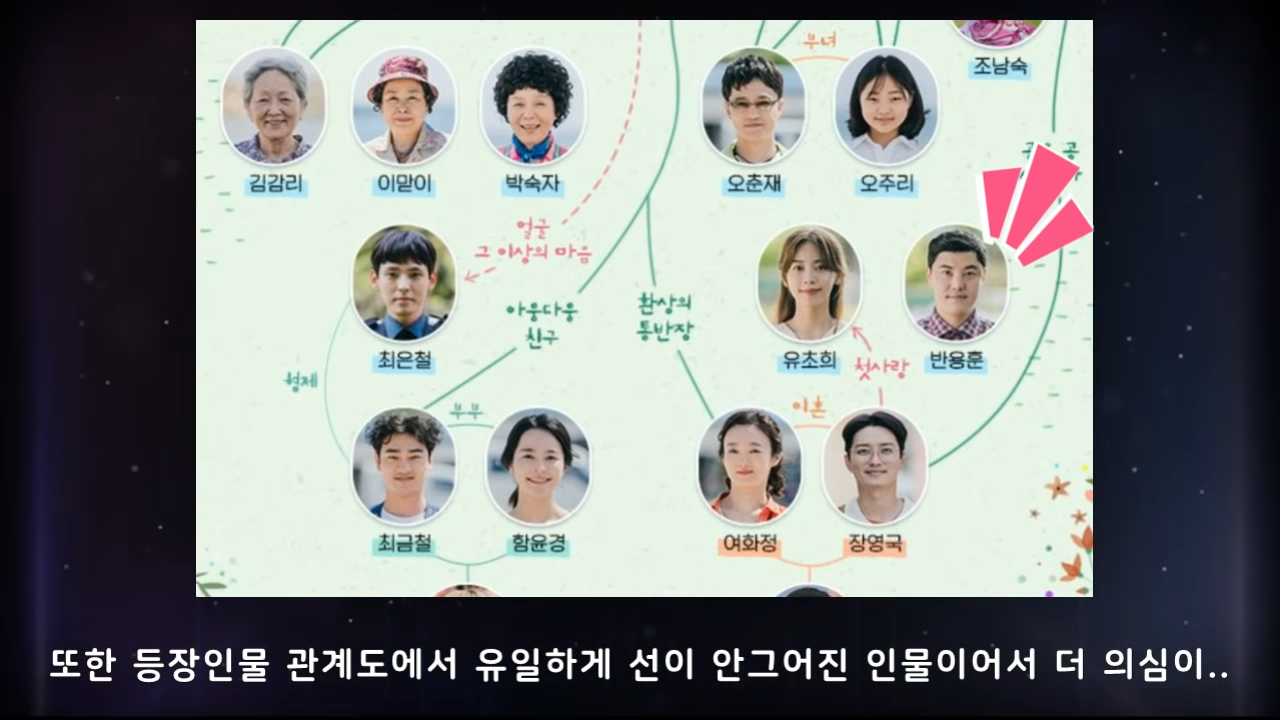 부녀
조남숙
김감리
이맏이
박숙자
오춘재
오주리
얼굴
그 이상의 마음
아웅다웅
친구
환상의
통반장
최은철
유초희
첫사랑
반용훈
형제
부부
이혼
최금철
함윤경
여화정
장영국
또한 등장인물 관계도에서 유일하게 선이 안그어진 인물이어서 더 의심이..